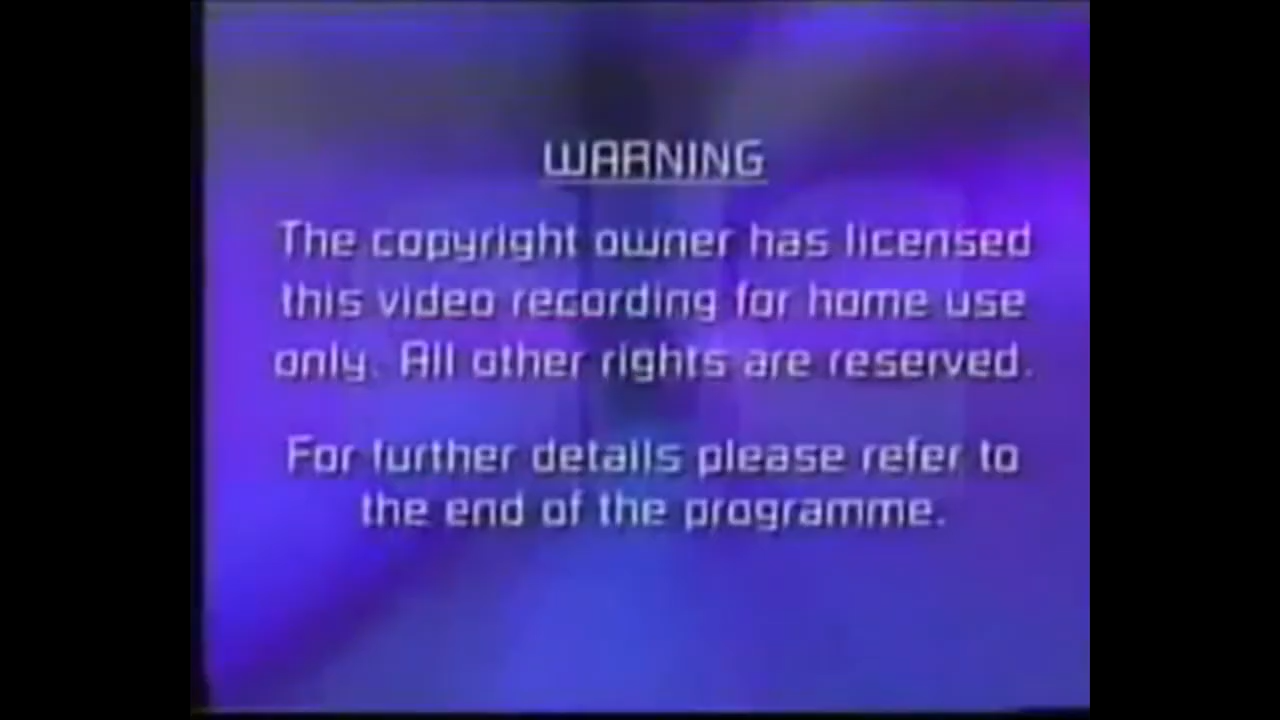 WARNING
The copyright owner has licensed
this video recording for home use
only. All other rights are reserved.
For further details please refer to
the end of the programme.